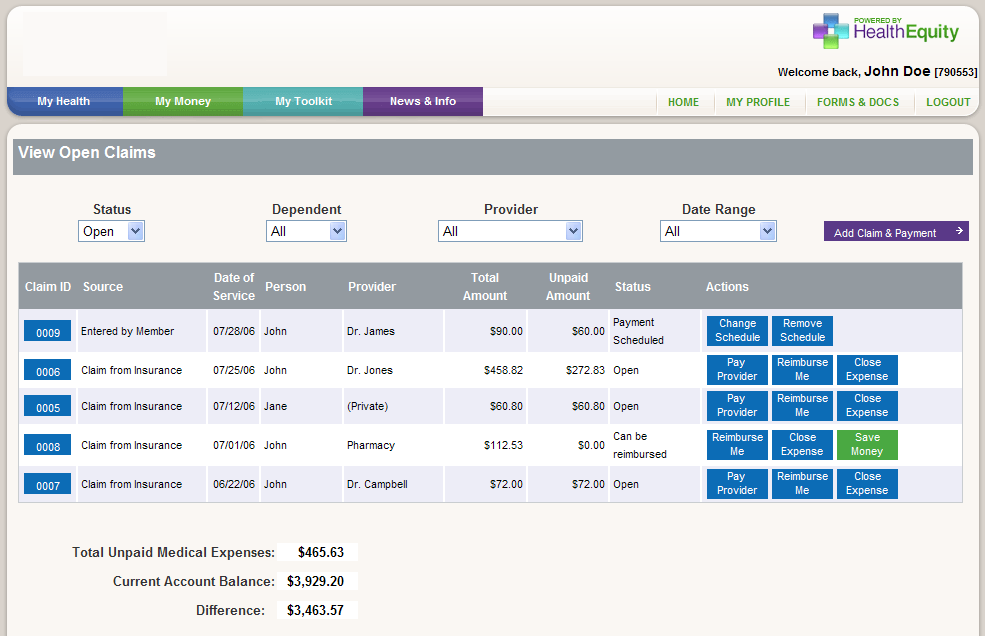 POWERED BY
HealthEquity
Welcome back, John Doe [790553]
My Health My Money My Toolkit News & Info HOME MY PROFILE FORMS & DOCS LOGOUT
View Open Claims
Status Dependent Provider Date Range
Open All All All Add Claim & Payment
Claim ID Source Date of Service Person Provider Total Amount Unpaid Amount Status Actions
0009 Entered by Member 07/28/06 John Dr. James $90.00 $60.00 Payment Scheduled Change Schedule Remove Schedule
0006 Claim from Insurance 07/25/06 John Dr. Jones $458.82 $272.83 Open Pay Provider Reimburse Me Close Expense
0005 Claim from Insurance 07/12/06 Jane (Private) $60.80 $60.80 Open Pay Provider Reimburse Me Close Expense
0008 Claim from Insurance 07/01/06 John Pharmacy $112.53 $0.00 Can be reimbursed Reimburse Me Close Expense Save Money
0007 Claim from Insurance 06/22/06 John Dr. Campbell $72.00 $72.00 Open Pay Provider Reimburse Me Close Expense
Total Unpaid Medical Expenses: $465.63
Current Account Balance: $3,929.20
Difference: $3,463.57